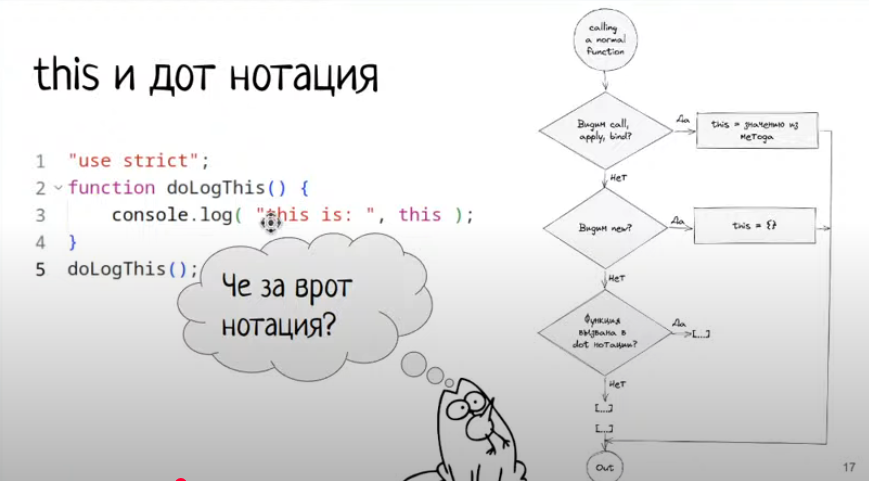 this и дот нотация
1 "use strict";
2 function doLogThis() {
3 console.log( "this is: ", this );
4 }
5 doLogThis();
Че за врот
нотация?
calling
a normal
function
Видим call,
apply, bind?
Да
this = значению из
метода
Нет
Видим new?
Да
this = {}
Нет
Функция
вызвана в
dot нотации?
Да
[...]
Нет
[...]
[...]
Out
17